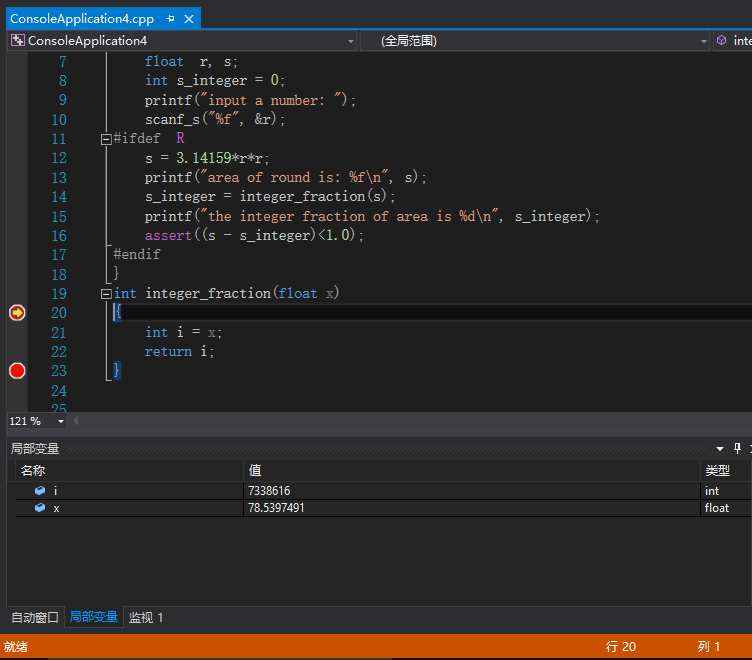 ConsoleApplication4.cpp
ConsoleApplication4 (全局范围) inte
7 float r, s;
8 int s_integer = 0;
9 printf("input a number: ");
10 scanf_s("%f", &r);
11 #ifdef R
12 s = 3.14159*r*r;
13 printf("area of round is: %f\n", s);
14 s_integer = integer_fraction(s);
15 printf("the integer fraction of area is %d\n", s_integer);
16 assert((s - s_integer)<1.0);
17 #endif
18 }
19 int integer_fraction(float x)
20 {
21 int i = x;
22 return i;
23 }
24
25
121 %
局部变量
名称 值 类型
i 7338616 int
x 78.5397491 float
自动窗口 局部变量 监视 1
就绪 行 20 列 1